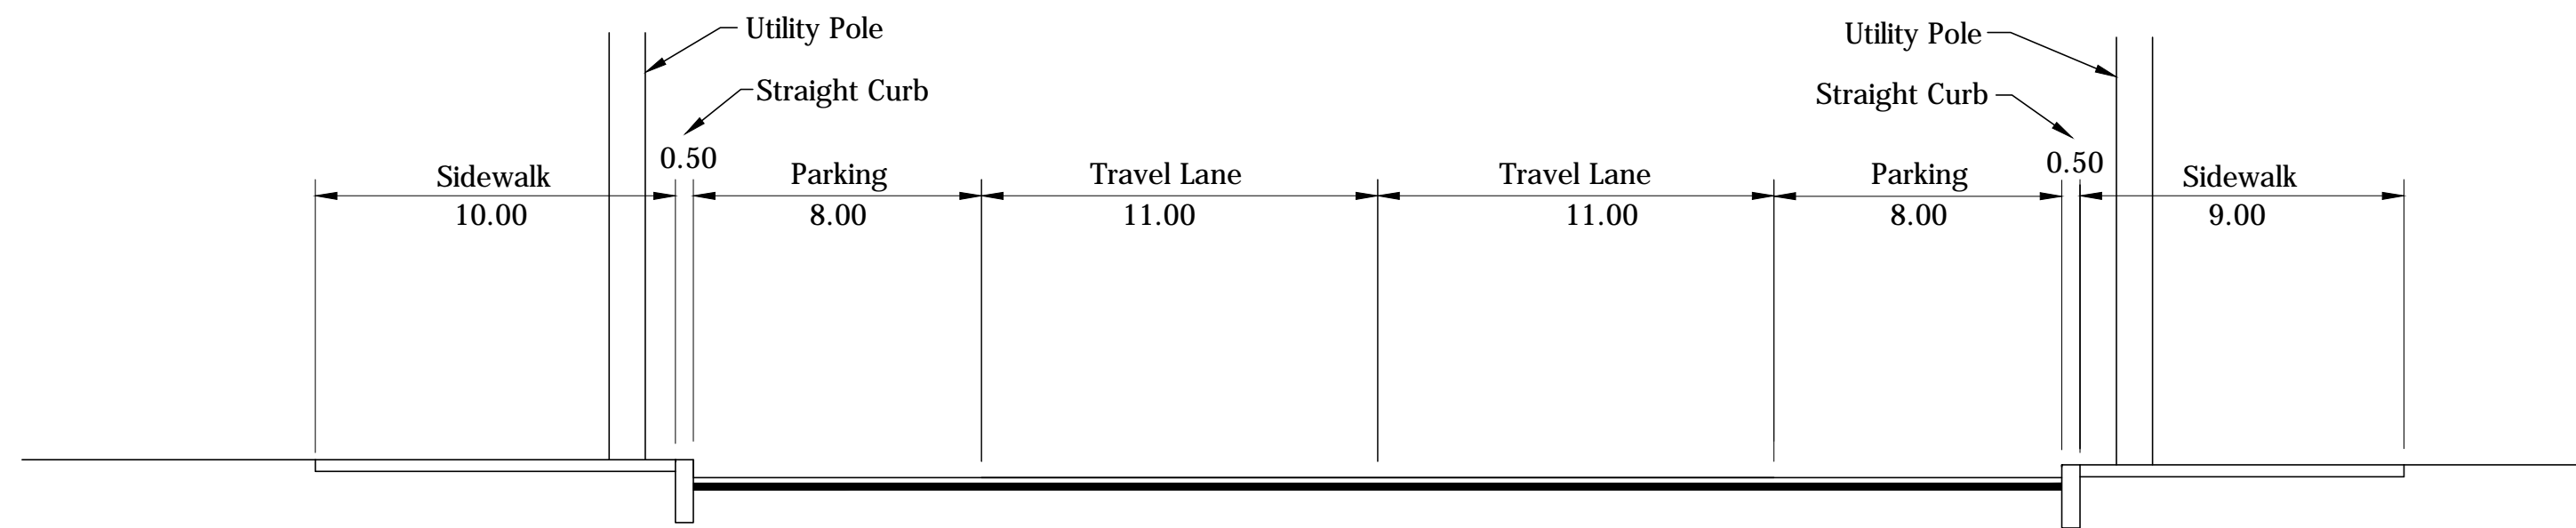 Utility Pole
Utility Pole
Straight Curb
Straight Curb
0.50
0.50
Sidewalk
Parking
Travel Lane
Travel Lane
Parking
Sidewalk
10.00
8.00
11.00
11.00
8.00
9.00